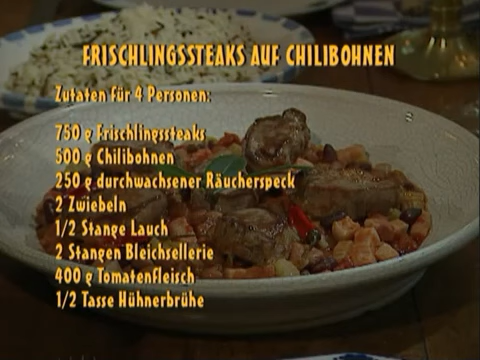 FRISCHLINGSSTEAKS AUF CHILIBOHNEN
Zutaten für 4 Personen:
750 g Frischlingssteaks
500 g Chilibohnen
250 g durchwachsener Räucherspeck
2 Zwiebeln
1/2 Stange Lauch
2 Stangen Bleichsellerie
400 g Tomatenfleisch
1/2 Tasse Hühnerbrühe